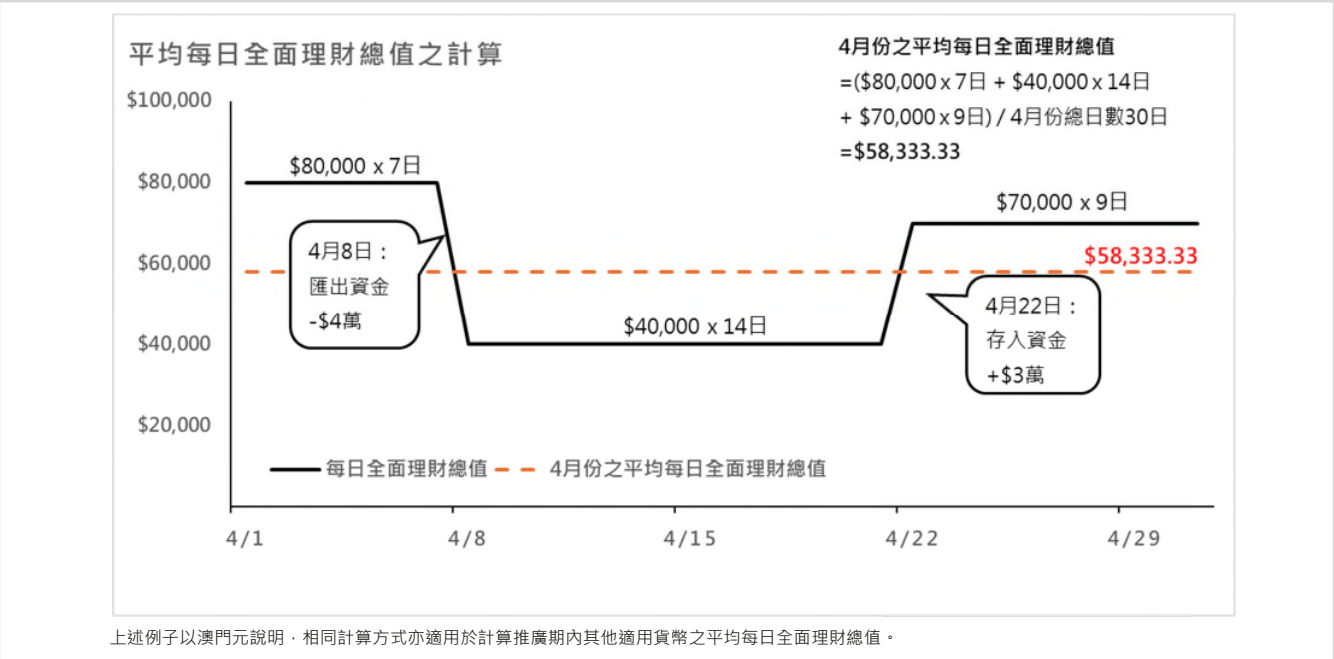 平均每日全面理財總值之計算
4月份之平均每日全面理財總值
=($80,000 x 7日 + $40,000 x 14日
+ $70,000 x 9日) / 4月份總日數30日
=$58,333.33
$100,000
$80,000 x 7日
$80,000
$70,000 x 9日
4月8日：
匯出資金
-$4萬
$60,000
$58,333.33
4月22日：
存入資金
+$3萬
$40,000 x 14日
$40,000
$20,000
每日全面理財總值
4月份之平均每日全面理財總值
4/1
4/8
4/15
4/22
4/29
上述例子以澳門元說明，相同計算方式亦適用於計算推廣期內其他適用貨幣之平均每日全面理財總值。